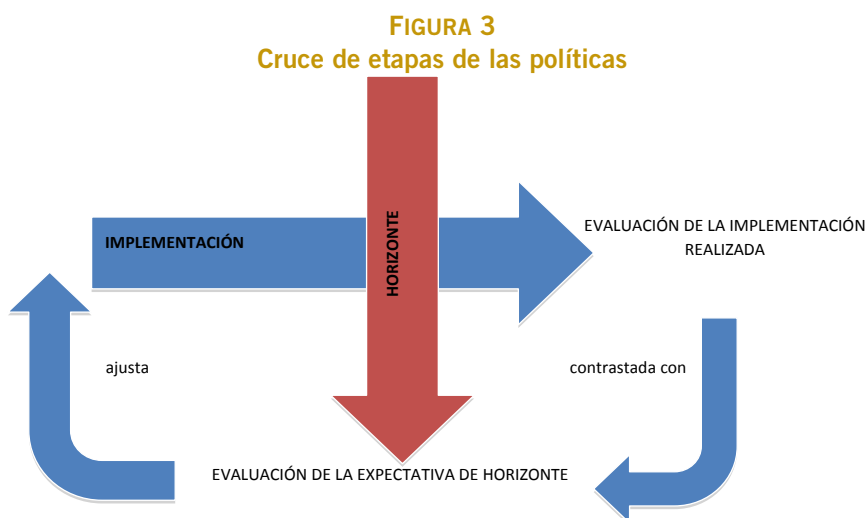 FIGURA 3
Cruce de etapas de las políticas
IMPLEMENTACIÓN
HORIZONTE
EVALUACIÓN DE LA IMPLEMENTACIÓN
REALIZADA
ajusta
contrastada con
EVALUACIÓN DE LA EXPECTATIVA DE HORIZONTE